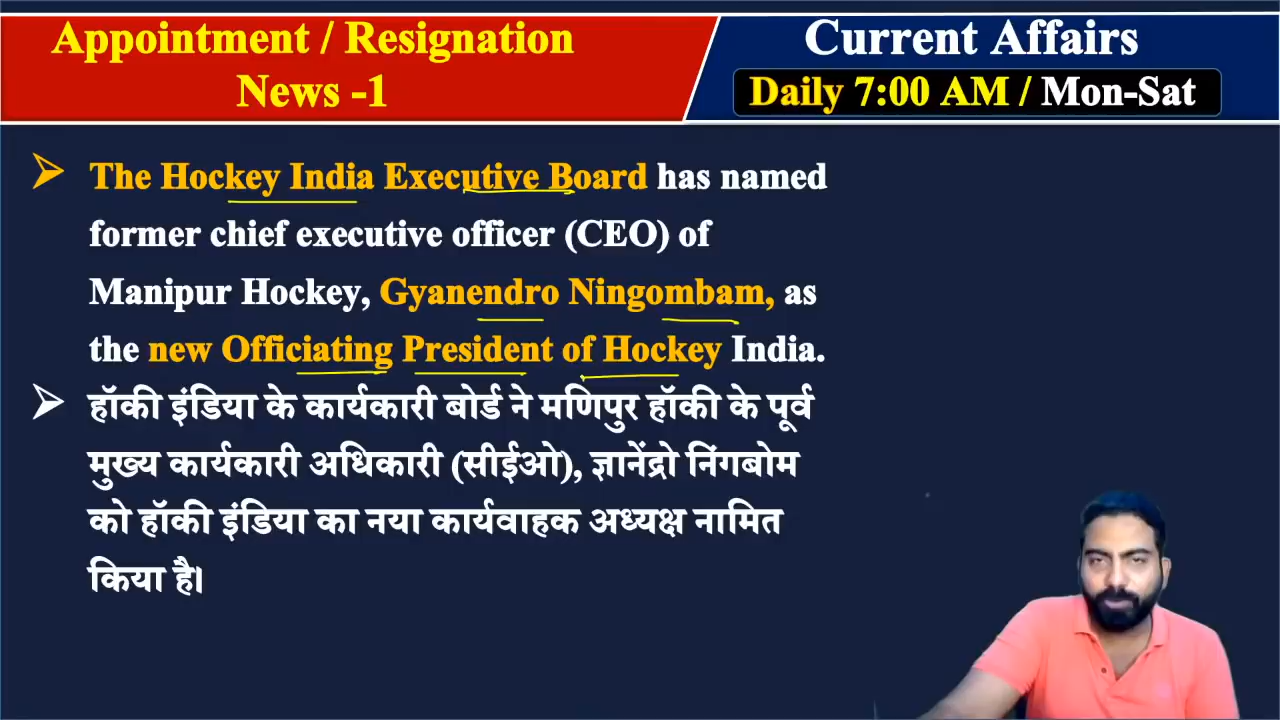 Appointment / Resignation
News -1
Current Affairs
Daily 7:00 AM / Mon-Sat
The Hockey India Executive Board has named
former chief executive officer (CEO) of
Manipur Hockey, Gyanendro Ningombam, as
the new Officiating President of Hockey India.
हॉकी इंडिया के कार्यकारी बोर्ड ने मणिपुर हॉकी के पूर्व
मुख्य कार्यकारी अधिकारी (सीईओ), ज्ञानेंद्रो निंगबोम
को हॉकी इंडिया का नया कार्यवाहक अध्यक्ष नामित
किया है।